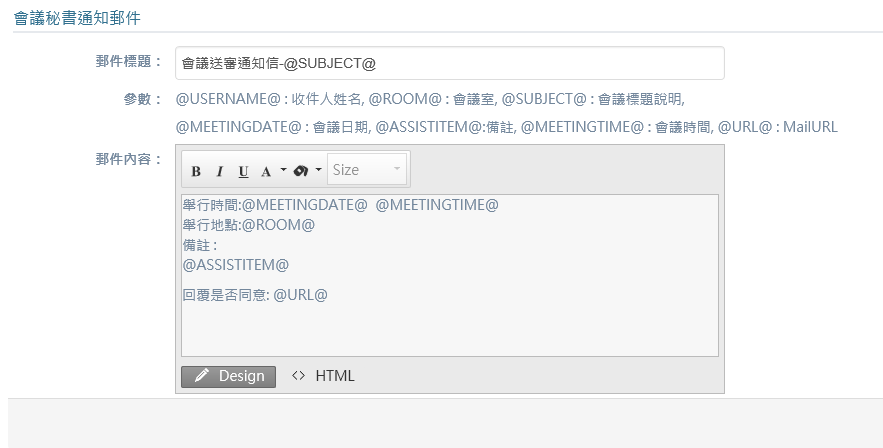 會議秘書通知郵件
郵件標題： 會議送審通知信-@SUBJECT@
參數： @USERNAME@ : 收件人姓名, @ROOM@ : 會議室, @SUBJECT@ : 會議標題說明,
@MEETINGDATE@ : 會議日期, @ASSISTITEM@:備註, @MEETINGTIME@ : 會議時間, @URL@ : MailURL
郵件內容：
B I U A Size
舉行時間:@MEETINGDATE@ @MEETINGTIME@
舉行地點:@ROOM@
備註 :
@ASSISTITEM@
回覆是否同意: @URL@
Design <> HTML